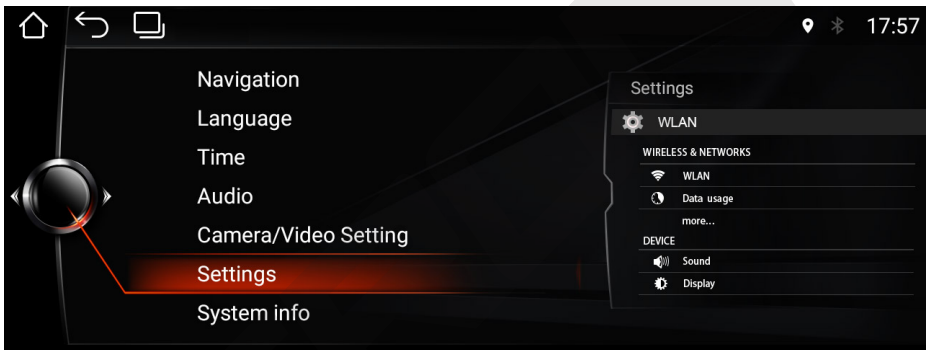 17:57
Navigation
Language
Time
Audio
Camera/Video Setting
Settings
System info
Settings
WLAN
WIRELESS & NETWORKS
WLAN
Data usage
more...
DEVICE
Sound
Display